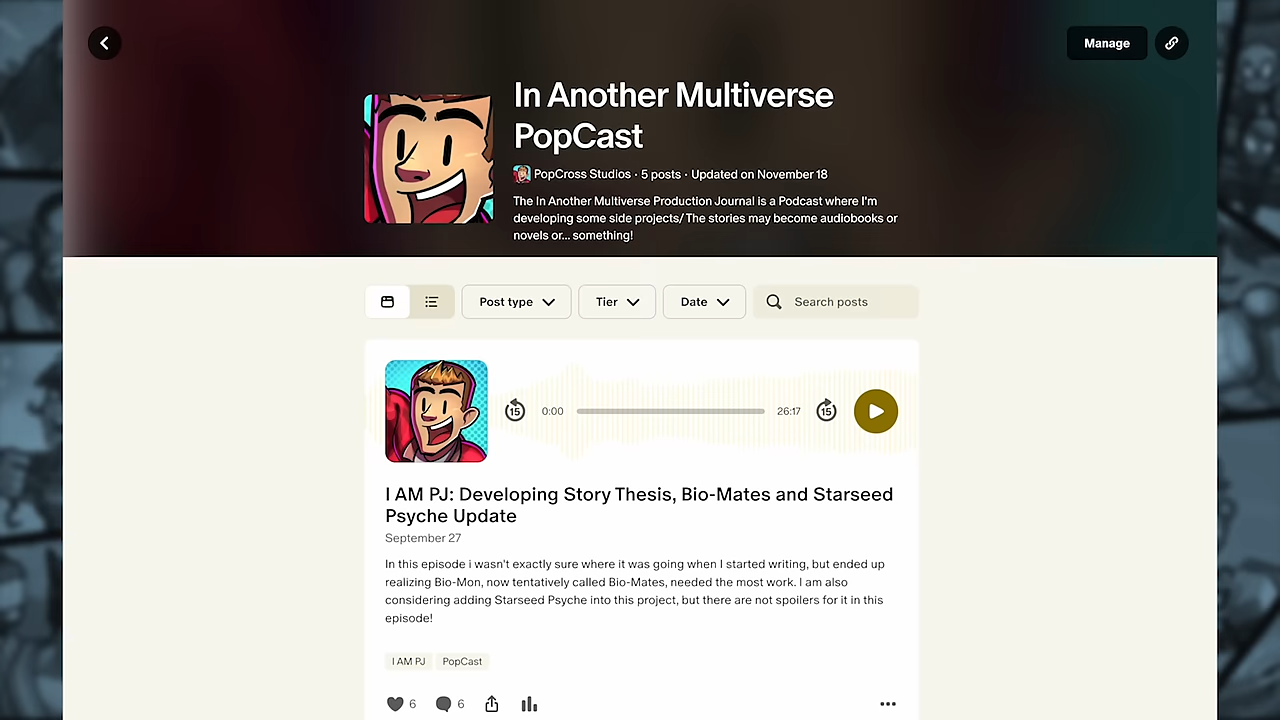 Manage
In Another Multiverse
PopCast
PopCross Studios · 5 posts · Updated on November 18
The In Another Multiverse Production Journal is a Podcast where I'm
developing some side projects/ The stories may become audiobooks or
novels or... something!
Post type
Tier
Date
Search posts
15
0:00
26:17
15
I AM PJ: Developing Story Thesis, Bio-Mates and Starseed
Psyche Update
September 27
In this episode i wasn't exactly sure where it was going when I started writing, but ended up
realizing Bio-Mon, now tentatively called Bio-Mates, needed the most work. I am also
considering adding Starseed Psyche into this project, but there are not spoilers for it in this
episode!
I AM PJ
PopCast
6
6